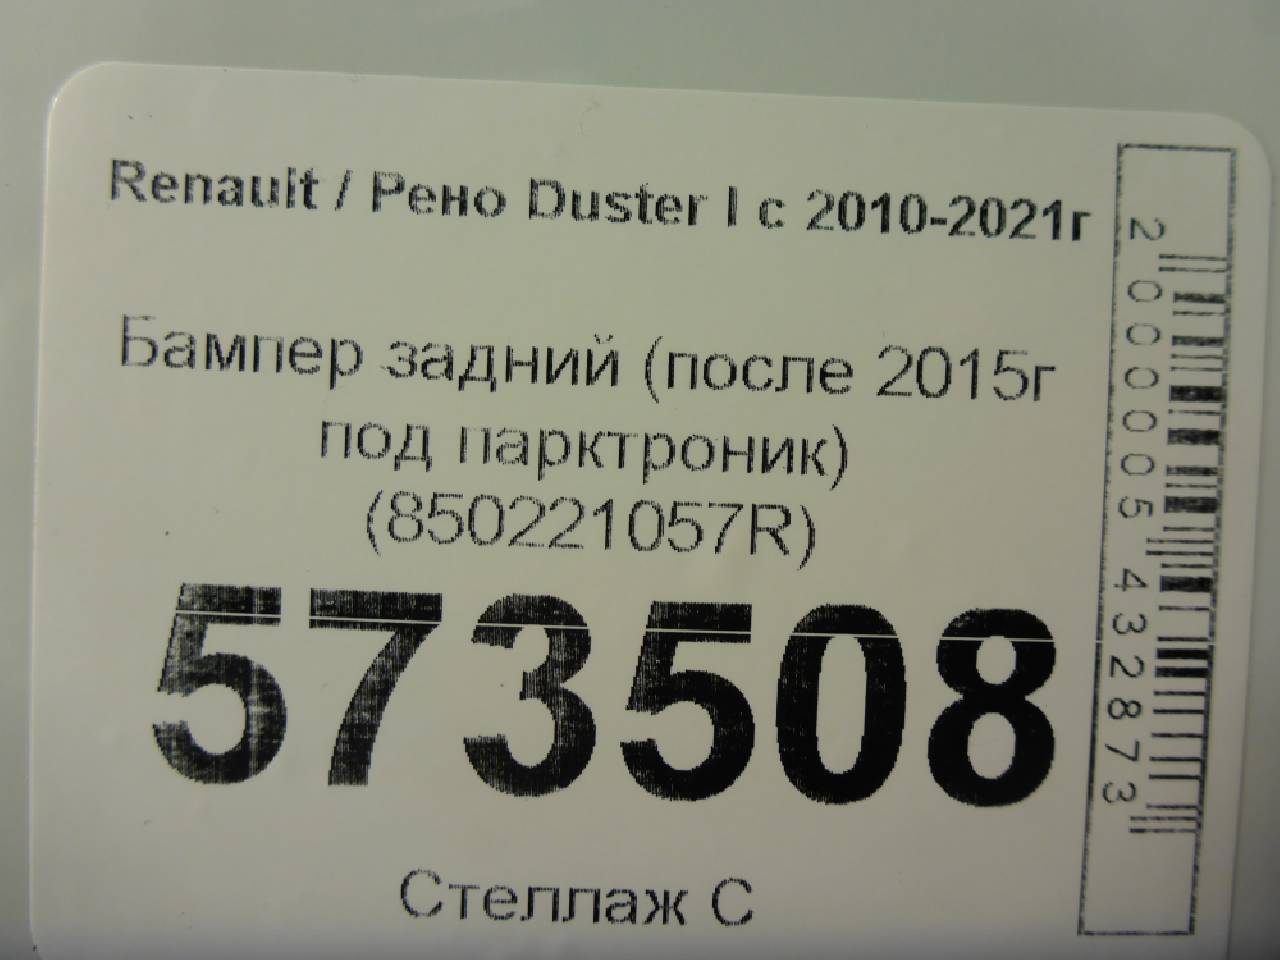 Renault / Рено Duster I с 2010-2021г
Бампер задний (после 2015г
под парктроник)
(850221057R)
573508
Стеллаж С
2000005432873